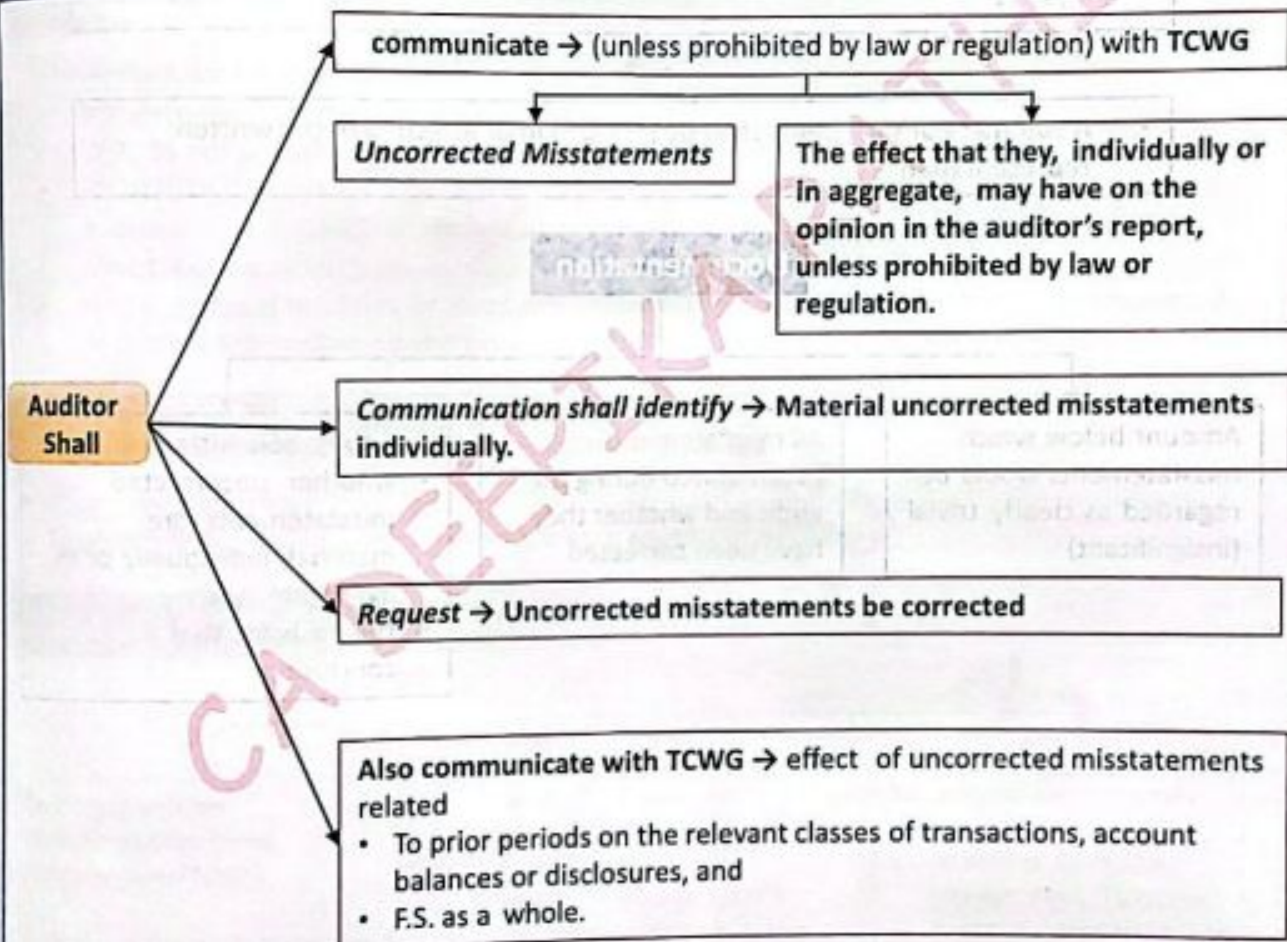 communicate → (unless prohibited by law or regulation) with TCWG
Uncorrected Misstatements
The effect that they, individually or
in aggregate, may have on the
opinion in the auditor's report,
unless prohibited by law or
regulation.
Auditor
Shall
Communication shall identify → Material uncorrected misstatements
individually.
Request → Uncorrected misstatements be corrected
Also communicate with TCWG → effect of uncorrected misstatements
related
• To prior periods on the relevant classes of transactions, account
balances or disclosures, and
• F.S. as a whole.
CA DEEPIKA